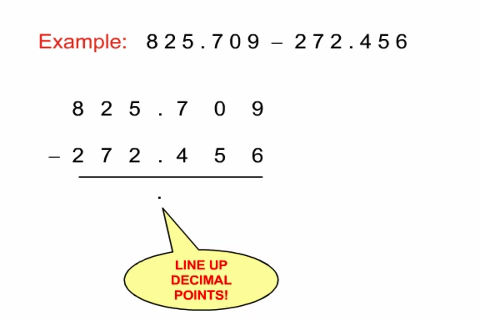 Example: 825.709 – 272.456
8 2 5 . 7 0 9
– 2 7 2 . 4 5 6
.
LINE UP
DECIMAL
POINTS!